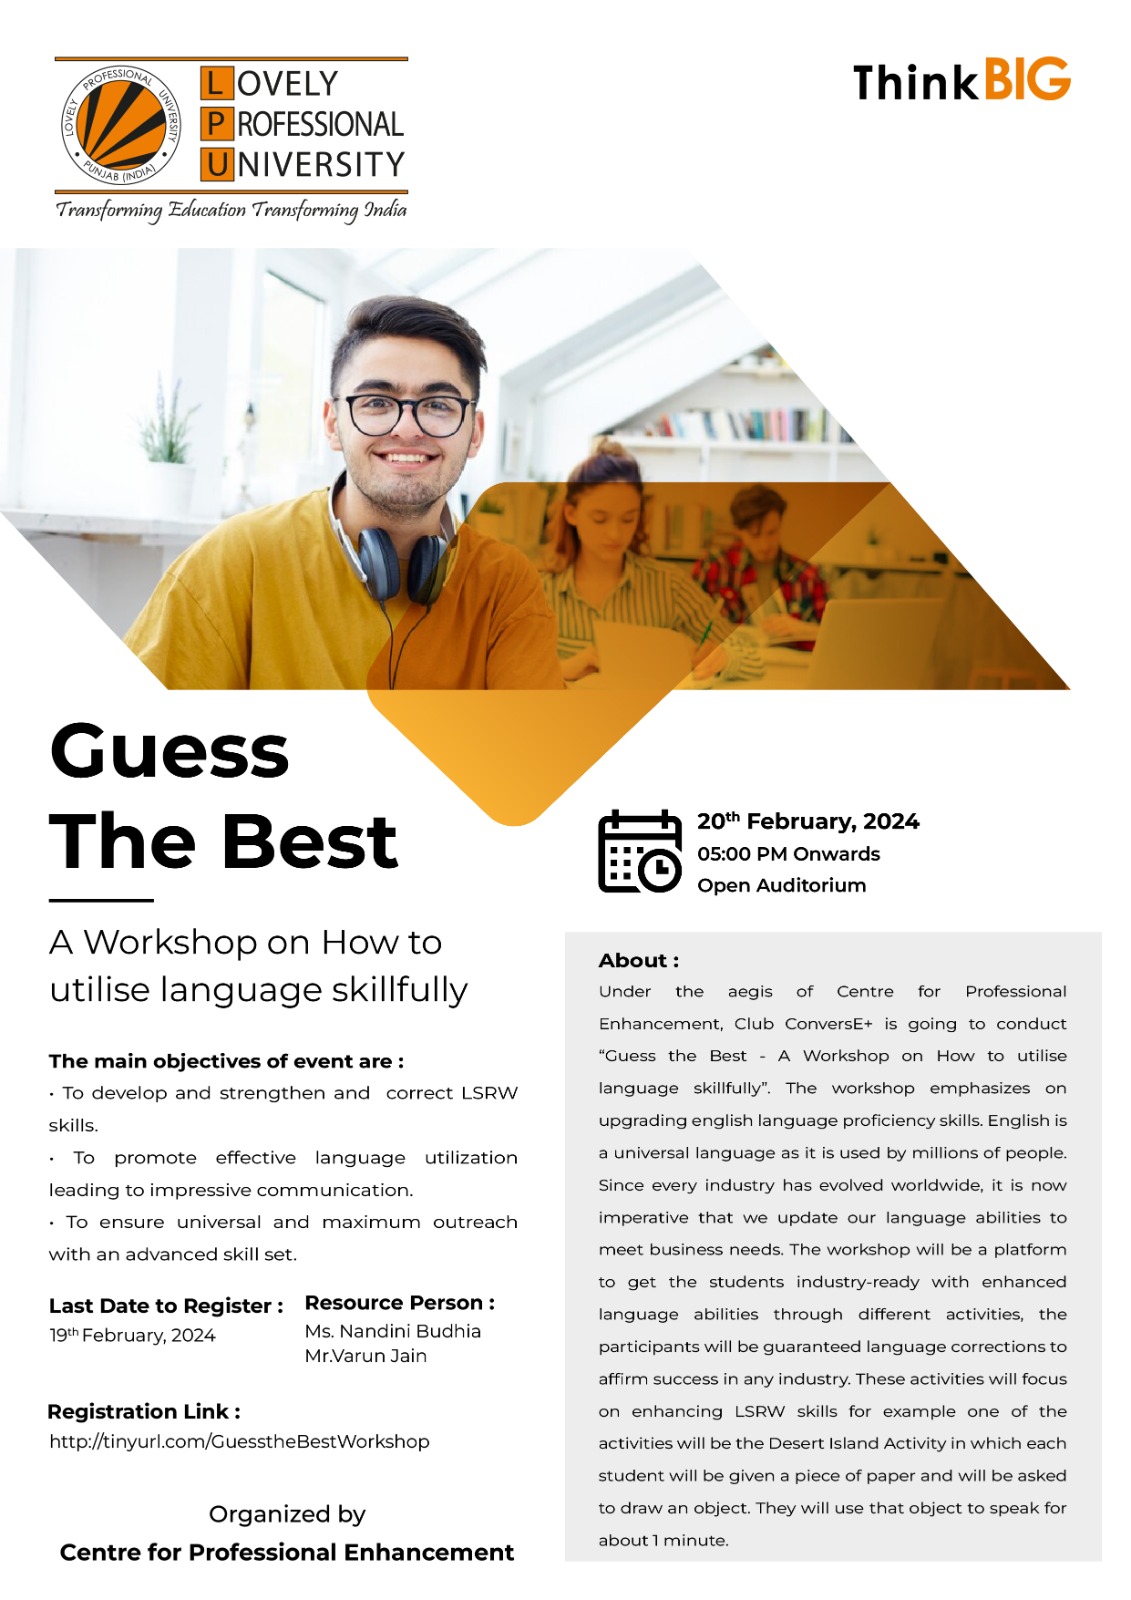 LOVELY PROFESSIONAL UNIVERSITY
PUNJAB (INDIA)
LOVELY
PROFESSIONAL
UNIVERSITY
Transforming Education Transforming India
ThinkBIG
Guess
The Best
A Workshop on How to
utilise language skillfully
The main objectives of event are :
• To develop and strengthen and correct LSRW
skills.
• To promote effective language utilization
leading to impressive communication.
• To ensure universal and maximum outreach
with an advanced skill set.
Last Date to Register :
19th February, 2024
Resource Person :
Ms. Nandini Budhia
Mr.Varun Jain
Registration Link :
http://tinyurl.com/GuesstheBestWorkshop
Organized by
Centre for Professional Enhancement
20th February, 2024
05:00 PM Onwards
Open Auditorium
About :
Under the aegis of Centre for Professional
Enhancement, Club ConversE+ is going to conduct
“Guess the Best - A Workshop on How to utilise
language skillfully”. The workshop emphasizes on
upgrading english language proficiency skills. English is
a universal language as it is used by millions of people.
Since every industry has evolved worldwide, it is now
imperative that we update our language abilities to
meet business needs. The workshop will be a platform
to get the students industry-ready with enhanced
language abilities through different activities, the
participants will be guaranteed language corrections to
affirm success in any industry. These activities will focus
on enhancing LSRW skills for example one of the
activities will be the Desert Island Activity in which each
student will be given a piece of paper and will be asked
to draw an object. They will use that object to speak for
about 1 minute.